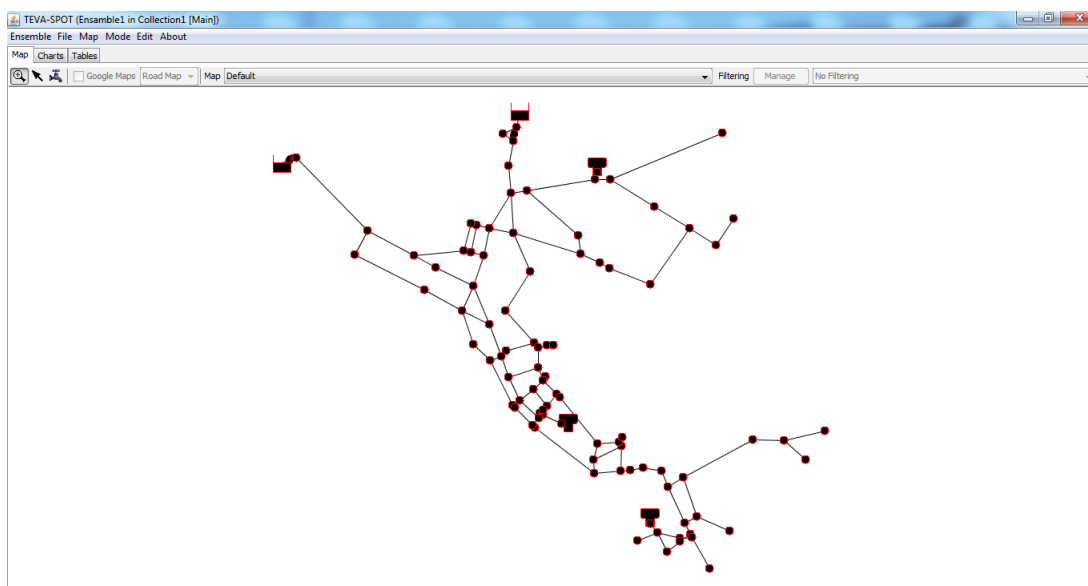 TEVA-SPOT (Ensamble1 in Collection1 [Main])
Ensemble File Map Mode Edit About
Map Charts Tables
Google Maps Road Map Map Default Filtering Manage No Filtering